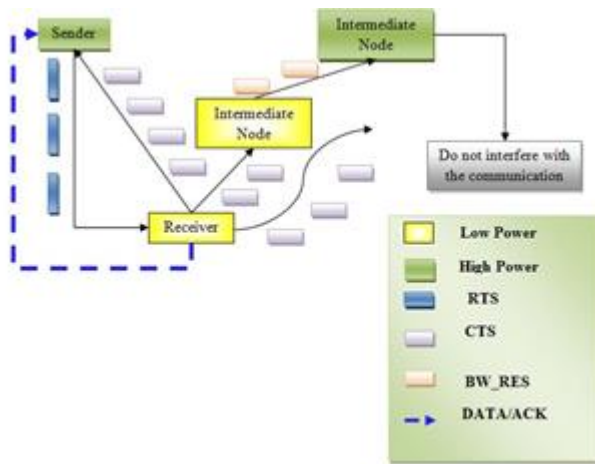 Sender
Intermediate
Node
Intermediate
Node
Do not interfere with
the communication
Receiver
Low Power
High Power
RTS
CTS
BW_RES
DATA/ACK